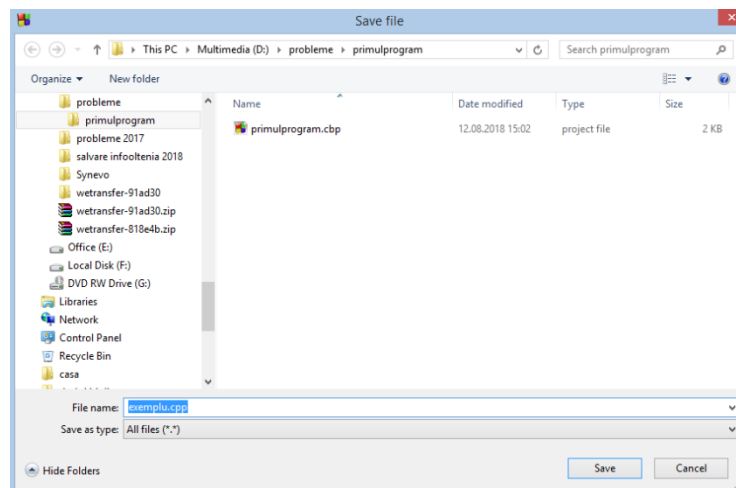 Save file
This PC Multimedia (D:) probleme primulprogram Search primulprogram
Organize New folder
Name Date modified Type Size
probleme
primulprogram
probleme 2017
salvare infooltenia 2018
Synevo
wetransfer-91ad30
wetransfer-91ad30.zip
wetransfer-818e4b.zip
Office (E:)
Local Disk (F:)
DVD RW Drive (G:)
Libraries
Network
Control Panel
Recycle Bin
casa
primulprogram.cbp 12.08.2018 15:02 project file 2 KB
File name: exemplu.cpp
Save as type: All files (*.*)
Hide Folders Save Cancel